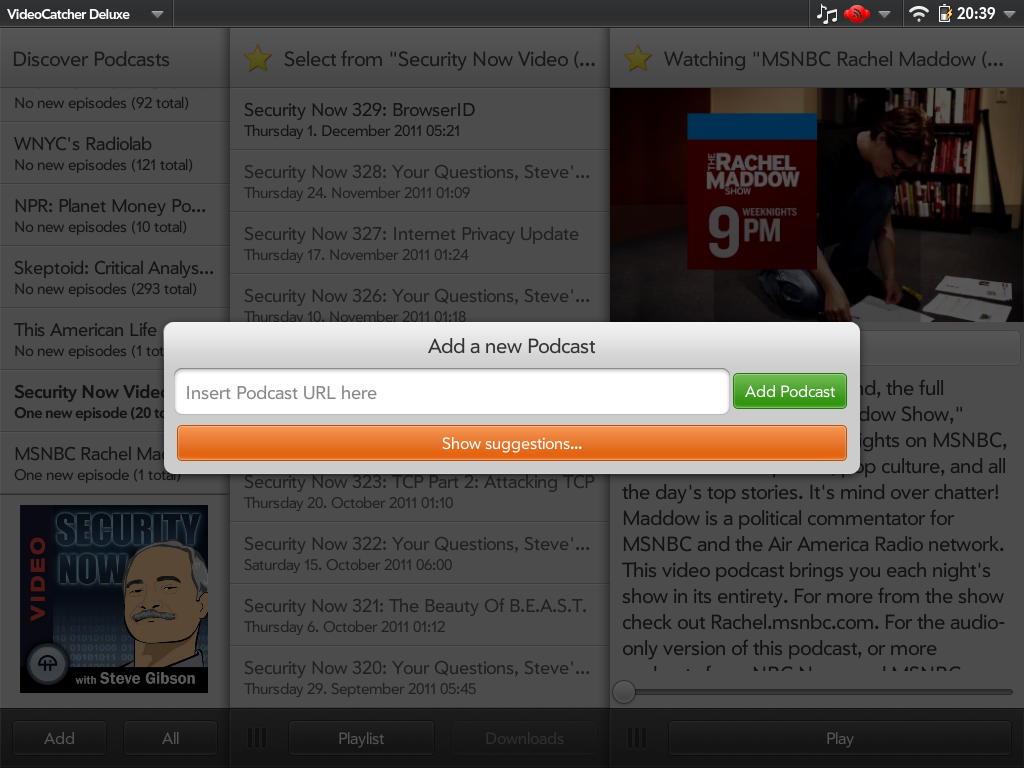 VideoCatcher Deluxe
20:39
Discover Podcasts
No new episodes (92 total)
WNYC's Radiolab
No new episodes (121 total)
NPR: Planet Money Po...
No new episodes (10 total)
Skeptoid: Critical Analys...
No new episodes (293 total)
This American Life
No new episodes (1 tot
Security Now Vide
One new episode (20 to
MSNBC Rachel Ma
One new episode (1 total)
VIDEO
SECURITY
NOW
with Steve Gibson
Add
All
Select from "Security Now Video (...
Security Now 329: BrowserID
Thursday 1. December 2011 05:21
Security Now 328: Your Questions, Steve'...
Thursday 24. November 2011 01:09
Security Now 327: Internet Privacy Update
Thursday 17. November 2011 01:24
Security Now 326: Your Questions, Steve'...
Thursday 10. November 2011 01:18
Add a new Podcast
Insert Podcast URL here
Add Podcast
Show suggestions...
Security Now 323: TCP Part 2: Attacking TCP
Thursday 20. October 2011 01:10
Security Now 322: Your Questions, Steve'...
Saturday 15. October 2011 06:00
Security Now 321: The Beauty Of B.E.A.S.T.
Thursday 6. October 2011 01:12
Security Now 320: Your Questions, Steve'...
Thursday 29. September 2011 05:45
Playlist
Downloads
Watching "MSNBC Rachel Maddow (...
THE
RACHEL
MADDOW
SHOW
9 WEEKNIGHTS
PM
nd, the full
dow Show,"
ights on MSNBC,
op culture, and all
the day's top stories. It's mind over chatter!
Maddow is a political commentator for
MSNBC and the Air America Radio network.
This video podcast brings you each night's
show in its entirety. For more from the show
check out Rachel.msnbc.com. For the audio-
only version of this podcast, or more
Play